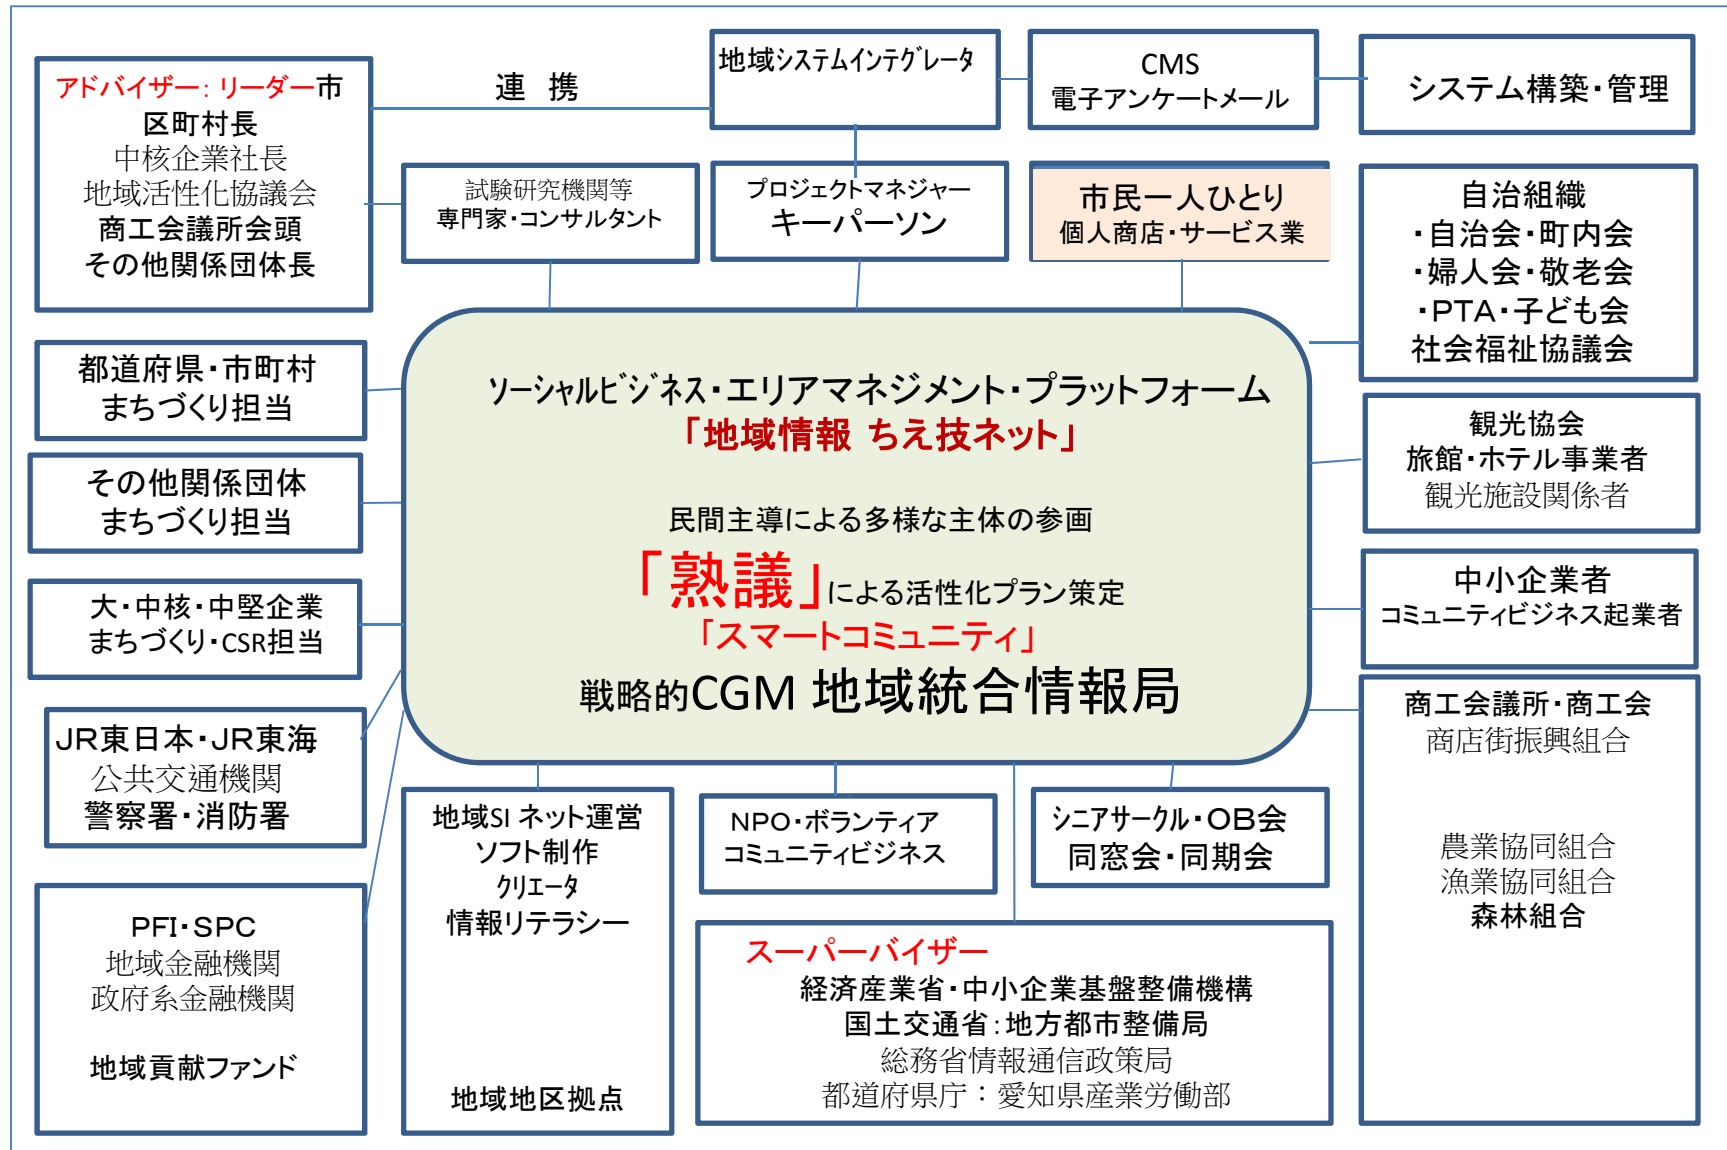 アドバイザー：リーダー市
区町村長
中核企業社長
地域活性化協議会
商工会議所会頭
その他関係団体長
連 携
地域システムインテグレータ
CMS
電子アンケートメール
システム構築・管理
試験研究機関等
専門家・コンサルタント
プロジェクトマネジャー
キーパーソン
市民一人ひとり
個人商店・サービス業
自治組織
・自治会・町内会
・婦人会・敬老会
・PTA・子ども会
社会福祉協議会
都道府県・市町村
まちづくり担当
その他関係団体
まちづくり担当
大・中核・中堅企業
まちづくり・CSR担当
JR東日本・JR東海
公共交通機関
警察署・消防署
PFI・SPC
地域金融機関
政府系金融機関
地域貢献ファンド
ソーシャルビジネス・エリアマネジメント・プラットフォーム
「地域情報 ちえ技ネット」
民間主導による多様な主体の参画
「熟議」による活性化プラン策定
「スマートコミュニティ」
戦略的CGM 地域統合情報局
観光協会
旅館・ホテル事業者
観光施設関係者
中小企業者
コミュニティビジネス起業者
商工会議所・商工会
商店街振興組合
農業協同組合
漁業協同組合
森林組合
地域SI ネット運営
ソフト制作
クリエータ
情報リテラシー
地域地区拠点
NPO・ボランティア
コミュニティビジネス
シニアサークル・OB会
同窓会・同期会
スーパーバイザー
経済産業省・中小企業基盤整備機構
国土交通省：地方都市整備局
総務省情報通信政策局
都道府県庁：愛知県産業労働部